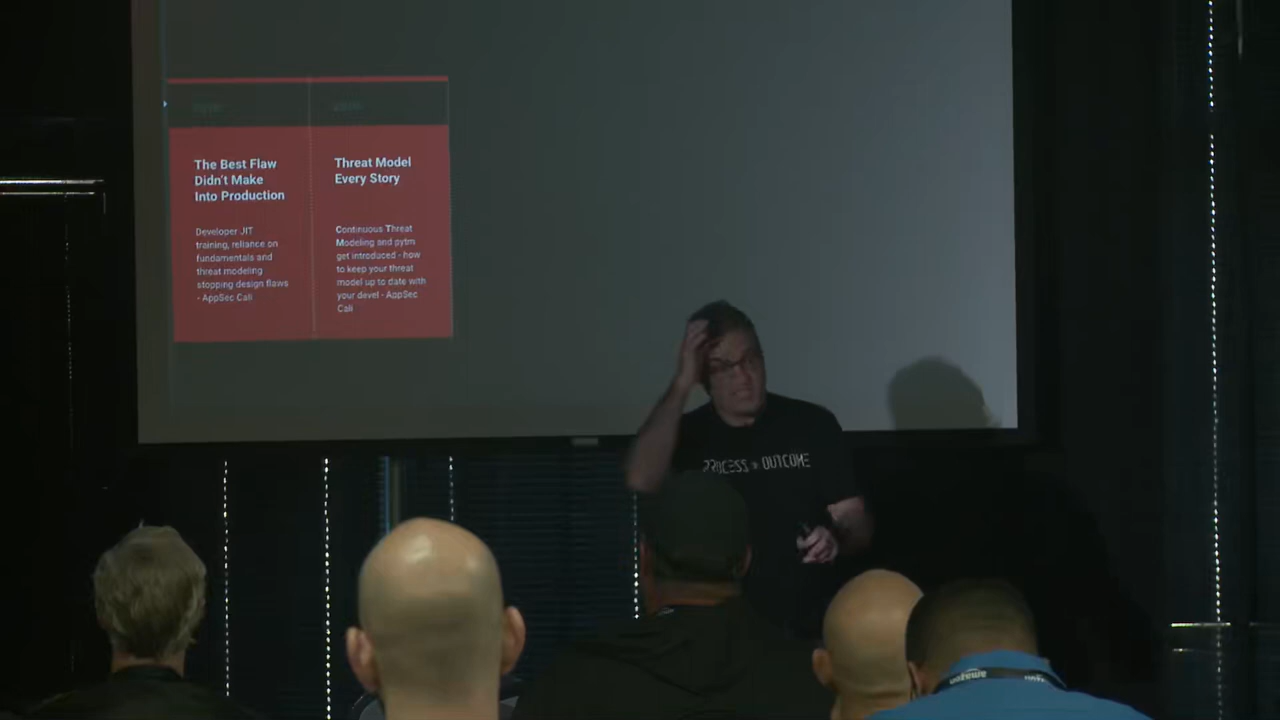 The Best Flaw
Didn't Make
Into Production
Developer JIT
training, reliance on
fundamentals and
threat modeling
stopping design flaws
- AppSec Cali
Threat Model
Every Story
Continuous Threat
Modeling and pytm
get introduced - how
to keep your threat
model up to date with
your devel - AppSec
Cali
PROCESS OUTCOME
amazon